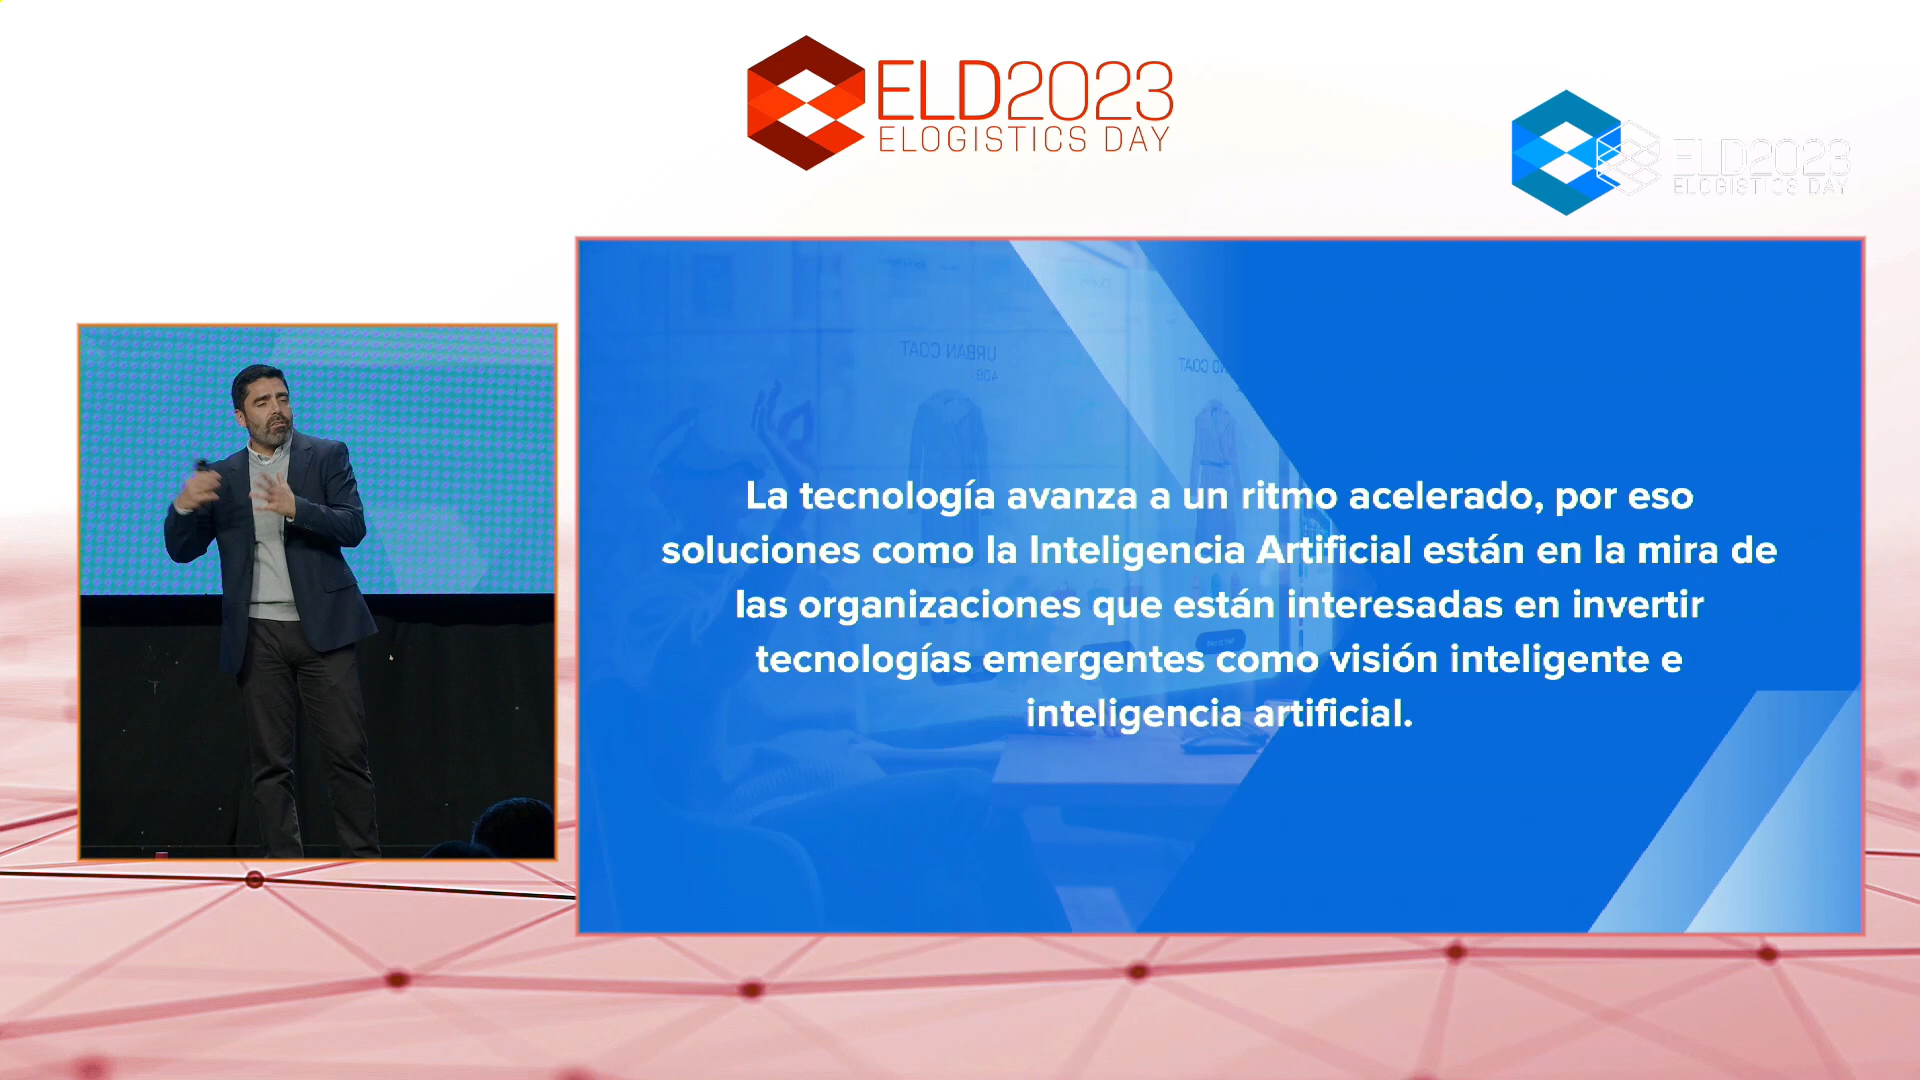 ELD2023
ELOGISTICS DAY
ELD2023
ELOGISTICS DAY
URBAN COAT
La tecnología avanza a un ritmo acelerado, por eso
soluciones como la Inteligencia Artificial están en la mira de
las organizaciones que están interesadas en invertir
tecnologías emergentes como visión inteligente e
inteligencia artificial.